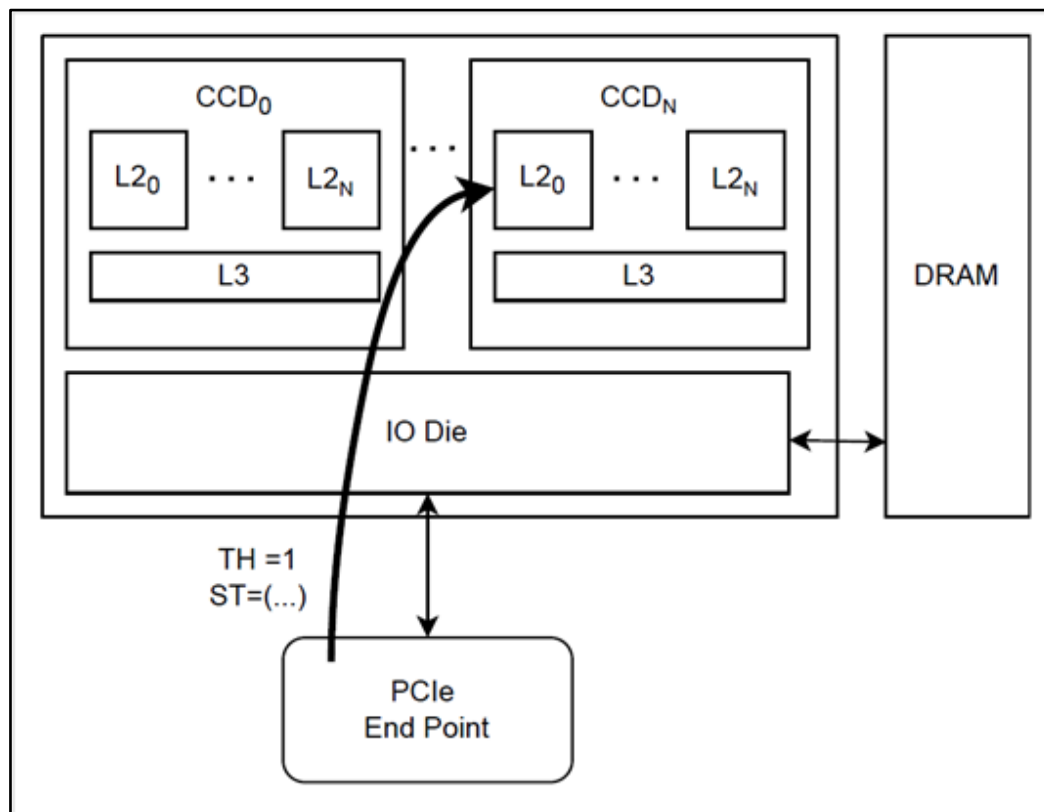 CCD0
CCDN
L20
. . .
L2N
. . .
L20
. . .
L2N
L3
L3
DRAM
IO Die
TH =1
ST=(...)
PCIe
End Point